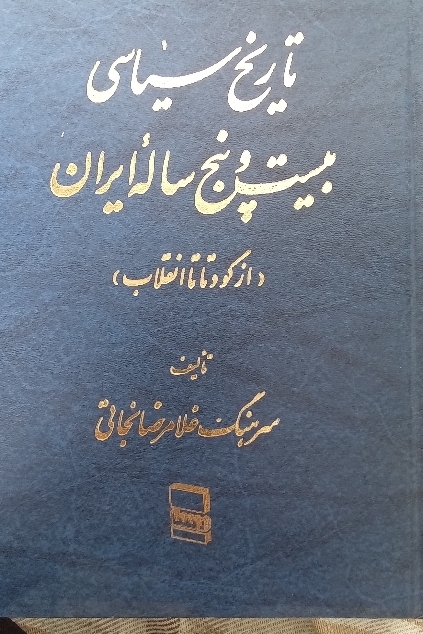 تاریخ سیاسی
بیست و پنج سالهٔ ایران
(از کودتا تا انقلاب)
تألیف
سرهنگ غلامرضا نجاتی